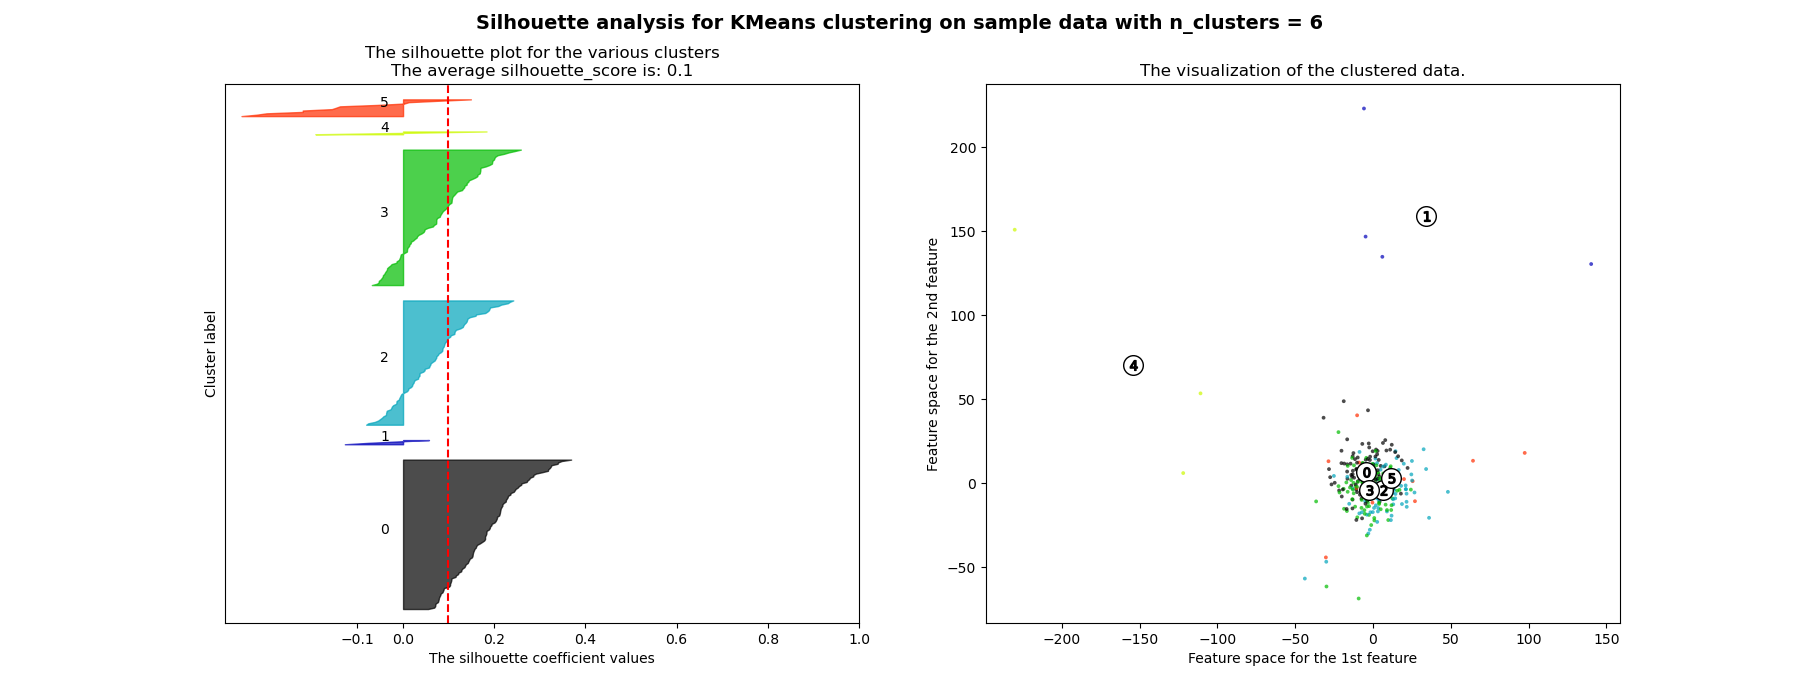 Silhouette analysis for KMeans clustering on sample data with n_clusters = 6
The silhouette plot for the various clusters
The average silhouette_score is: 0.1
5
4
3
2
1
0
Cluster label
−0.1 0.0 0.2 0.4 0.6 0.8 1.0
The silhouette coefficient values
The visualization of the clustered data.
200
150
100
50
0
−50
Feature space for the 2nd feature
1
4
0
5
3
2
−200 −150 −100 −50 0 50 100 150
Feature space for the 1st feature